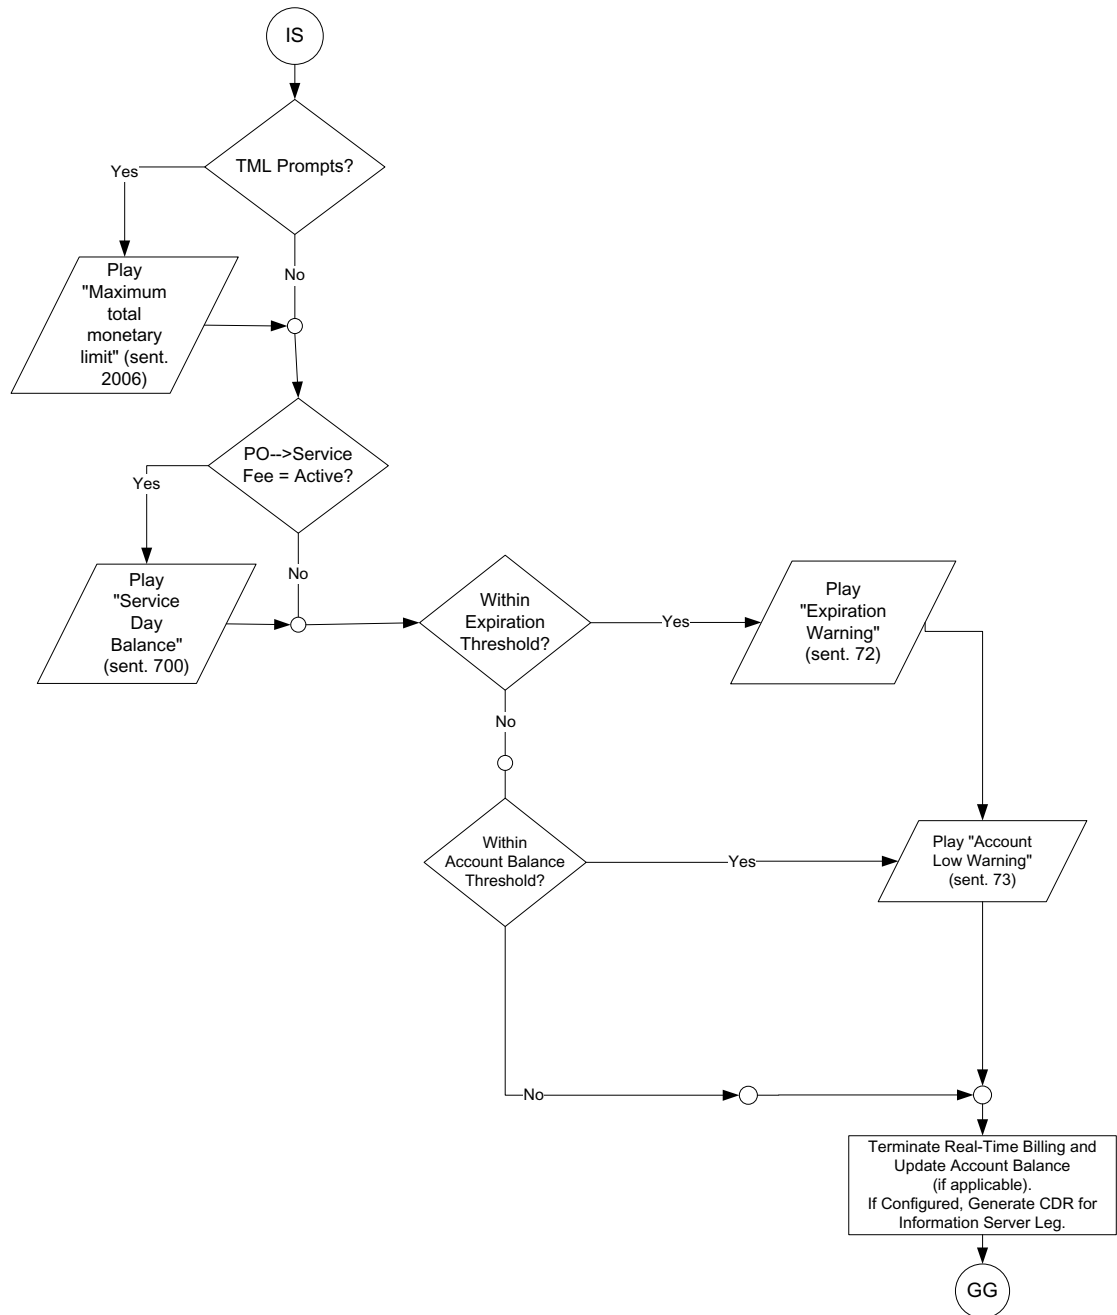 IS
TML Prompts?
Yes
No
Play
"Maximum
total
monetary
limit" (sent.
2006)
PO-->Service
Fee = Active?
Yes
No
Play
"Service
Day
Balance"
(sent. 700)
Within
Expiration
Threshold?
Yes
Play
"Expiration
Warning"
(sent. 72)
No
Within
Account Balance
Threshold?
Yes
Play "Account
Low Warning"
(sent. 73)
No
Terminate Real-Time Billing and
Update Account Balance
(if applicable).
If Configured, Generate CDR for
Information Server Leg.
GG